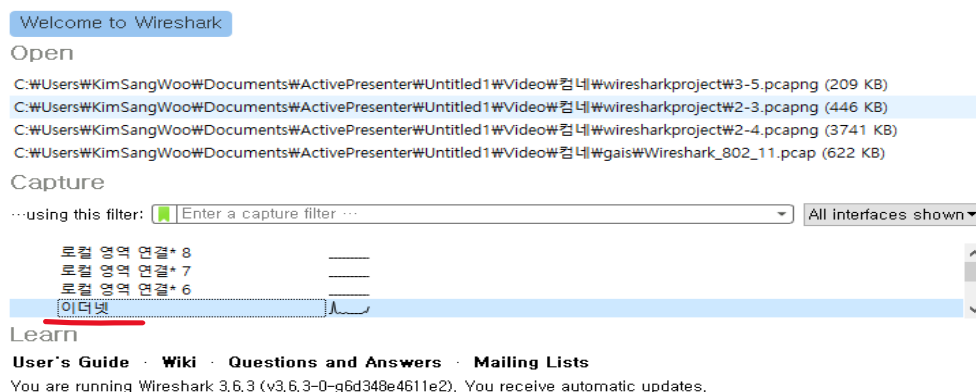 Welcome to Wireshark
Open
C:₩Users₩KimSangWoo₩Documents₩ActivePresenter₩Untitled1₩Video₩컴네₩wiresharkproject₩3-5.pcapng (209 KB)
C:₩Users₩KimSangWoo₩Documents₩ActivePresenter₩Untitled1₩Video₩컴네₩wiresharkproject₩2-3.pcapng (446 KB)
C:₩Users₩KimSangWoo₩Documents₩ActivePresenter₩Untitled1₩Video₩컴네₩wiresharkproject₩2-4.pcapng (3741 KB)
C:₩Users₩KimSangWoo₩Documents₩ActivePresenter₩Untitled1₩Video₩컴네₩gais₩Wireshark_802_11.pcap (622 KB)
Capture
…using this filter: Enter a capture filter … All interfaces shown
로컬 영역 연결* 8
로컬 영역 연결* 7
로컬 영역 연결* 6
이더넷
Learn
User's Guide · Wiki · Questions and Answers · Mailing Lists
You are running Wireshark 3.6.3 (v3.6.3-0-g6d348e4611e2). You receive automatic updates.